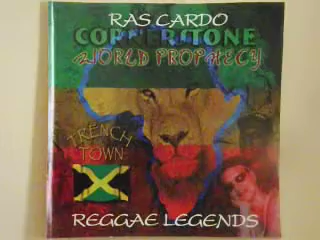 RAS CARDO
CORNERSTONE
WORLD PROPHECY
TRENCH
TOWN
REGGAE LEGENDS